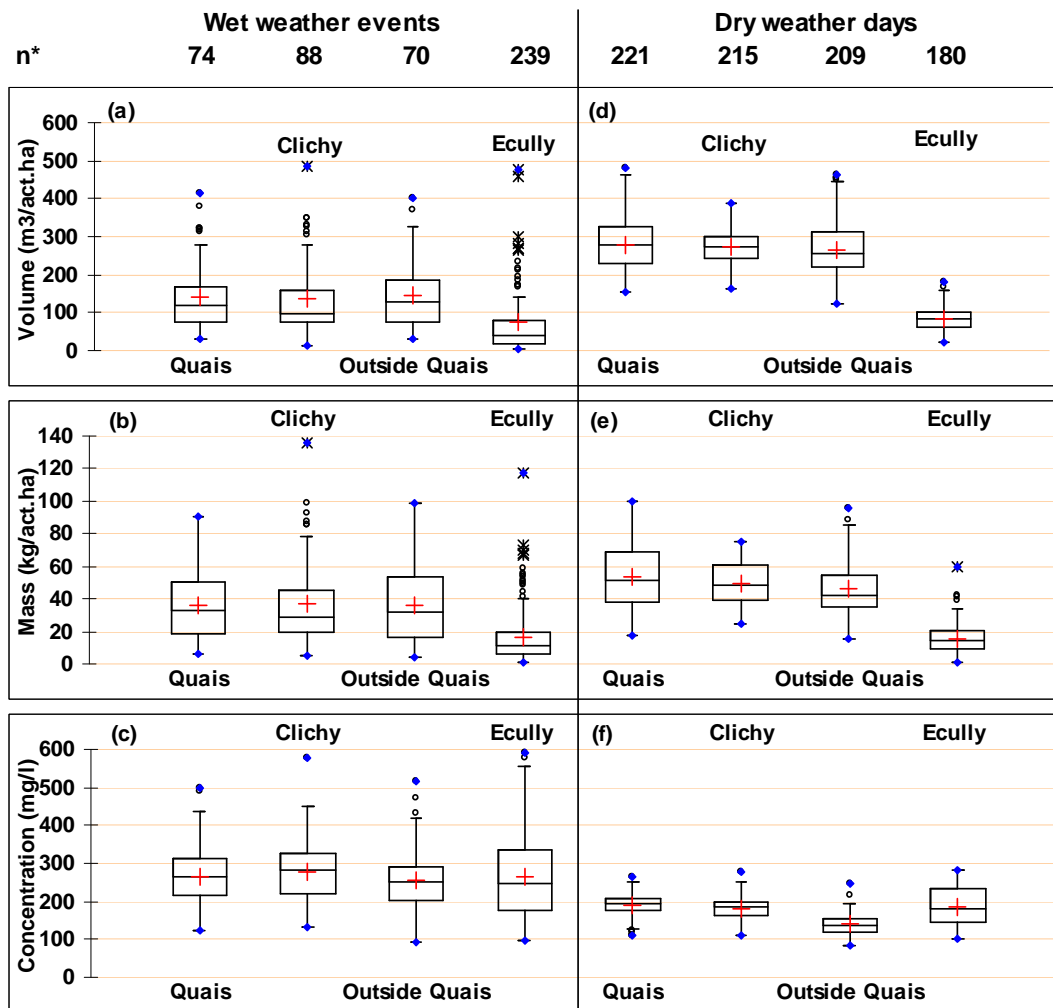 Wet weather events Dry weather days
n* 74 88 70 239 221 215 209 180
(a) (d)
Volume (m3/act.ha)
600
500
400
300
200
100
0
Clichy Ecully Clichy Ecully
Quais Outside Quais Quais Outside Quais
(b) (e)
Mass (kg/act.ha)
140
120
100
80
60
40
20
0
Clichy Ecully Clichy Ecully
Quais Outside Quais Quais Outside Quais
(c) (f)
Concentration (mg/l)
600
500
400
300
200
100
0
Clichy Ecully Clichy Ecully
Quais Outside Quais Quais Outside Quais